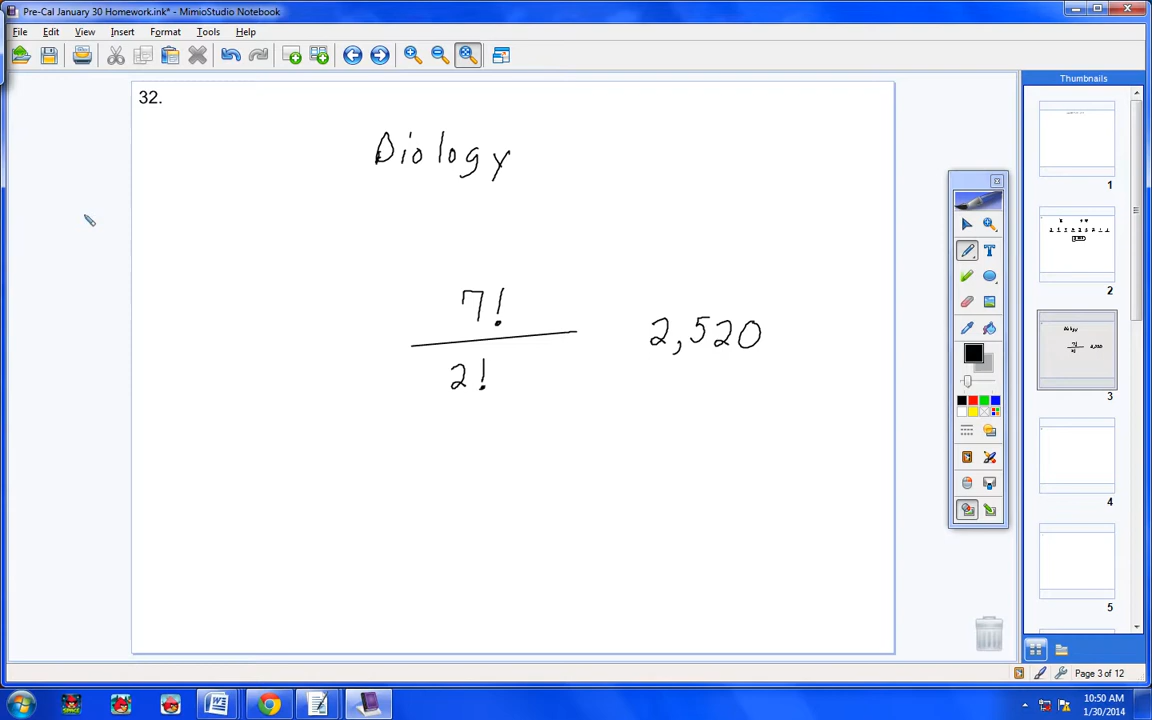 Pre-Cal January 30 Homework.ink* - MimioStudio Notebook
File Edit View Insert Format Tools Help
Thumbnails
32.
Biology
7!
2!
2,520
1
2
3
4
5
Page 3 of 12
10:50 AM
1/30/2014